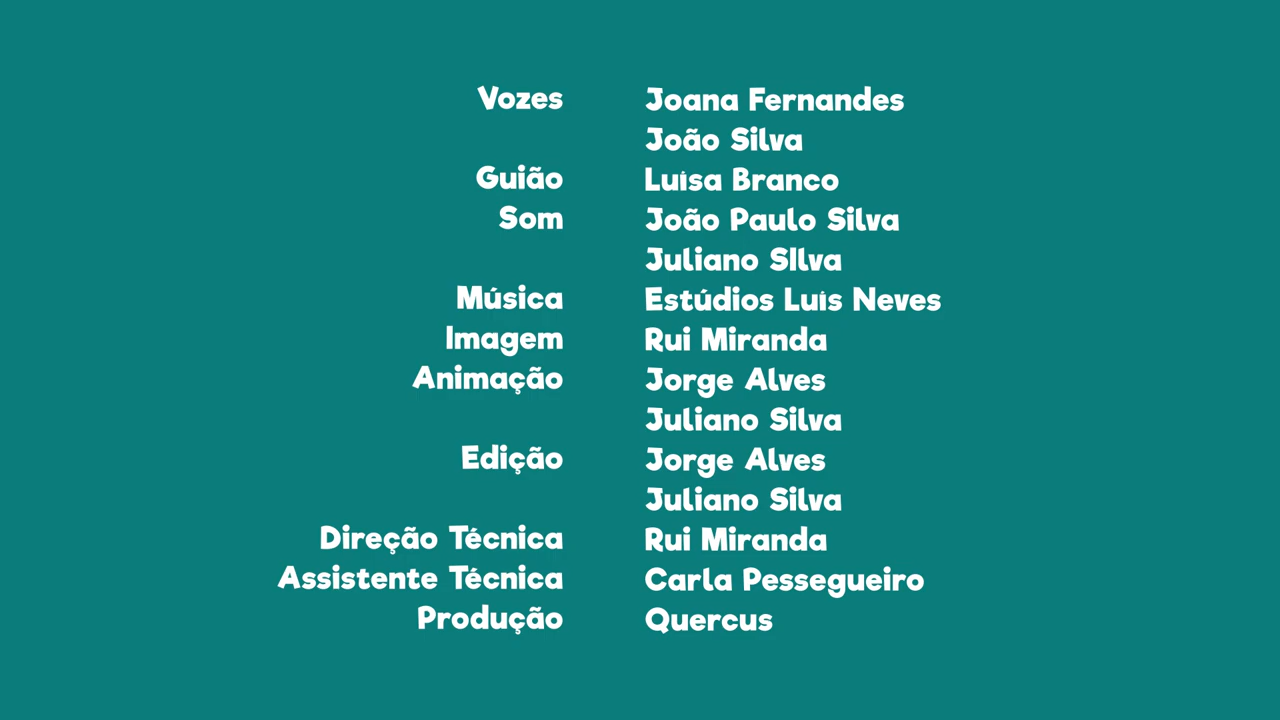 Vozes Joana Fernandes
João Silva
Guião Luísa Branco
Som João Paulo Silva
Juliano SIlva
Música Estúdios Luís Neves
Imagem Rui Miranda
Animação Jorge Alves
Juliano Silva
Edição Jorge Alves
Juliano Silva
Direção Técnica Rui Miranda
Assistente Técnica Carla Pessegueiro
Produção Quercus